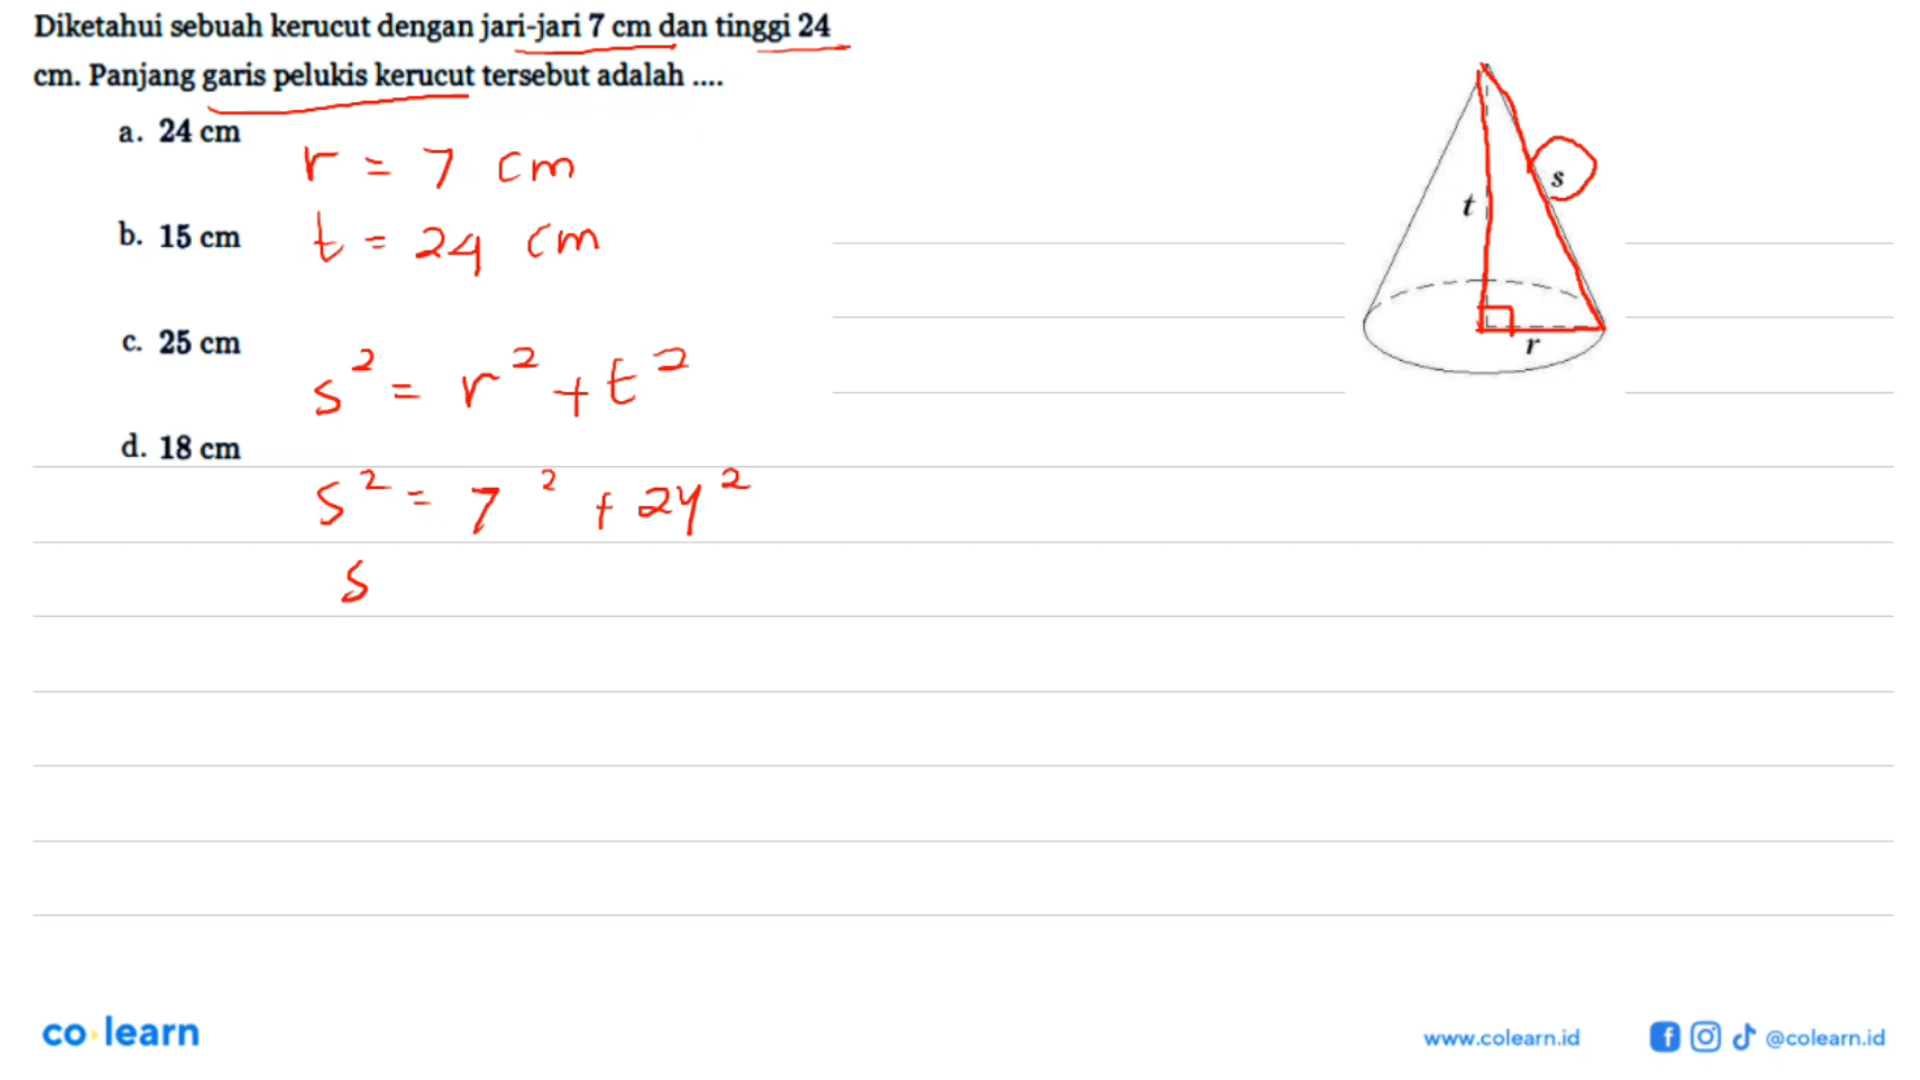 Diketahui sebuah kerucut dengan jari-jari 7 cm dan tinggi 24
cm. Panjang garis pelukis kerucut tersebut adalah ....
a. 24 cm
r = 7 cm
b. 15 cm
t = 24 cm
c. 25 cm
s² = r² + t²
d. 18 cm
s² = 7² + 24²
s
t
s
r
co learn
www.colearn.id
@colearn.id